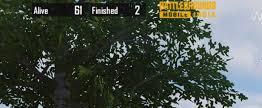 Alive 61 Finished 2
BATTLEGROUNDS
MOBILE INDIA